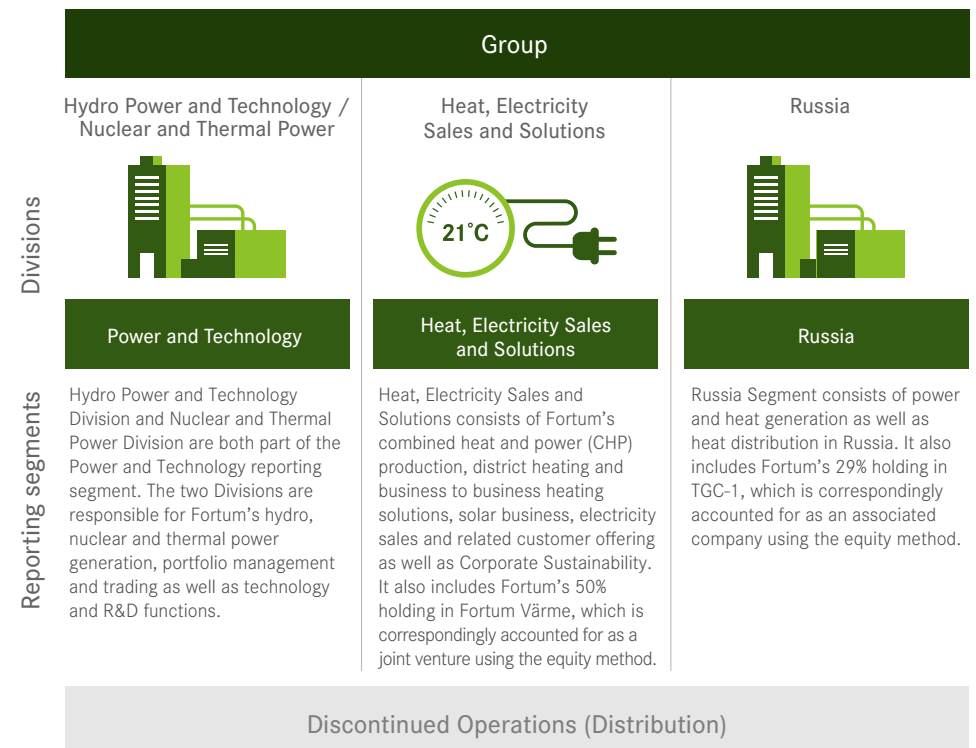 Group
Divisions
Hydro Power and Technology /
Nuclear and Thermal Power
Heat, Electricity
Sales and Solutions
21°C
Russia
Reporting segments
Power and Technology
Hydro Power and Technology
Division and Nuclear and Thermal
Power Division are both part of the
Power and Technology reporting
segment. The two Divisions are
responsible for Fortum's hydro,
nuclear and thermal power
generation, portfolio management
and trading as well as technology
and R&D functions.
Heat, Electricity Sales
and Solutions
Heat, Electricity Sales and
Solutions consists of Fortum's
combined heat and power (CHP)
production, district heating and
business to business heating
solutions, solar business, electricity
sales and related customer offering
as well as Corporate Sustainability.
It also includes Fortum's 50%
holding in Fortum Värme, which is
correspondingly accounted for as a
joint venture using the equity method.
Russia
Russia Segment consists of power
and heat generation as well as
heat distribution in Russia. It also
includes Fortum's 29% holding in
TGC-1, which is correspondingly
accounted for as an associated
company using the equity method.
Discontinued Operations (Distribution)